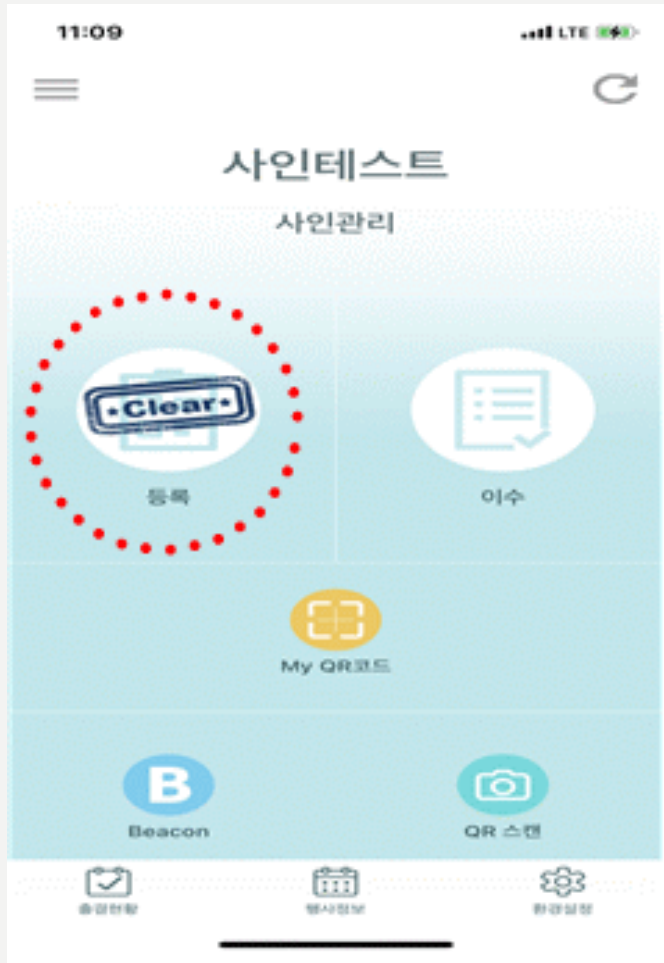 11:09
LTE
사인테스트
사인관리
Clear
등록
이수
My QR코드
B
Beacon
QR 스캔
출결현황
행사정보
환경설정